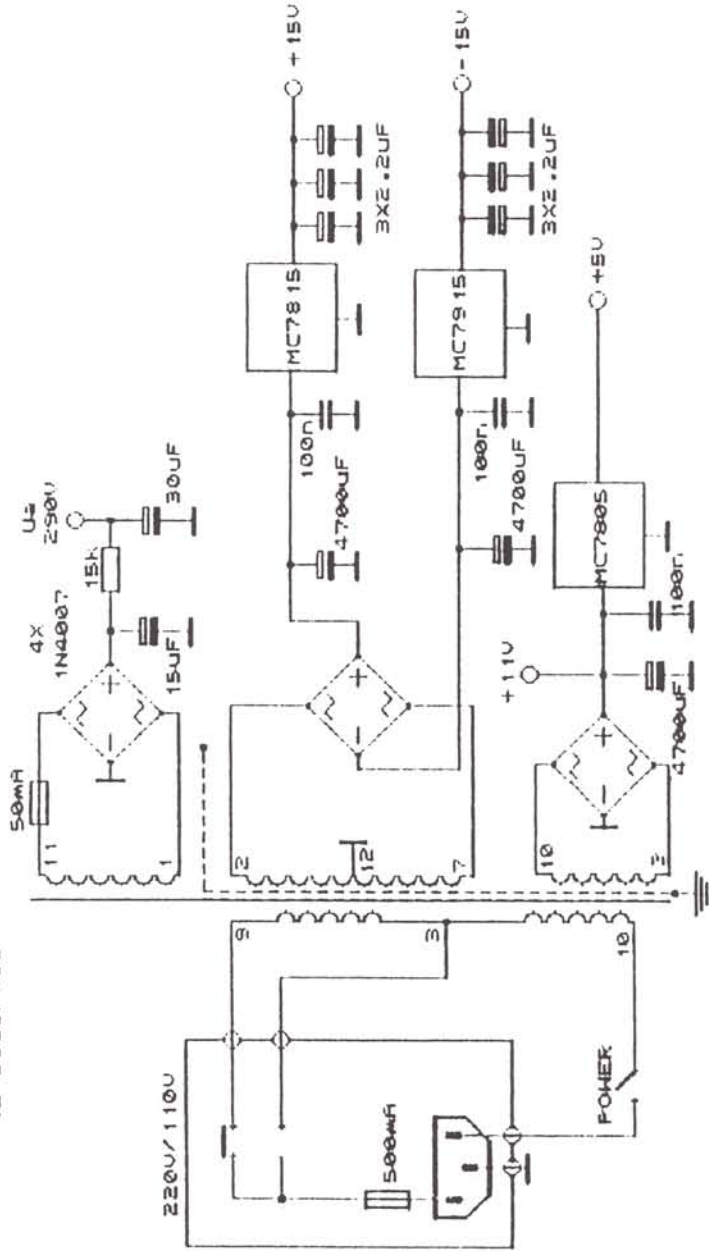 50mA
11
1
4X
1N4007
15uF
15k
Ua
290V
30uF
2
12
7
4700uF
100n
MC7815
3X2.2uF
+15V
4700uF
100n
MC7915
3X2.2uF
-15V
10
+11V
4700uF
100n
MC7805
+5V
220V/110V
500mA
9
3
10
POWER